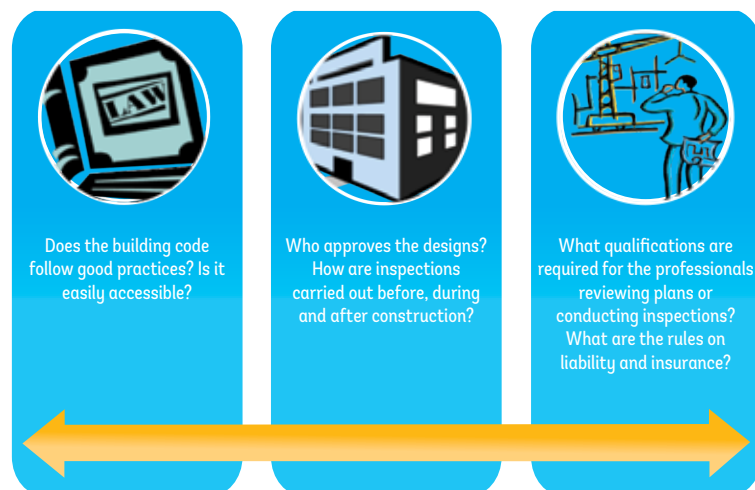 LAW
Does the building code
follow good practices? Is it
easily accessible?
Who approves the designs?
How are inspections
carried out before, during
and after construction?
What qualifications are
required for the professionals
reviewing plans or
conducting inspections?
What are the rules on
liability and insurance?